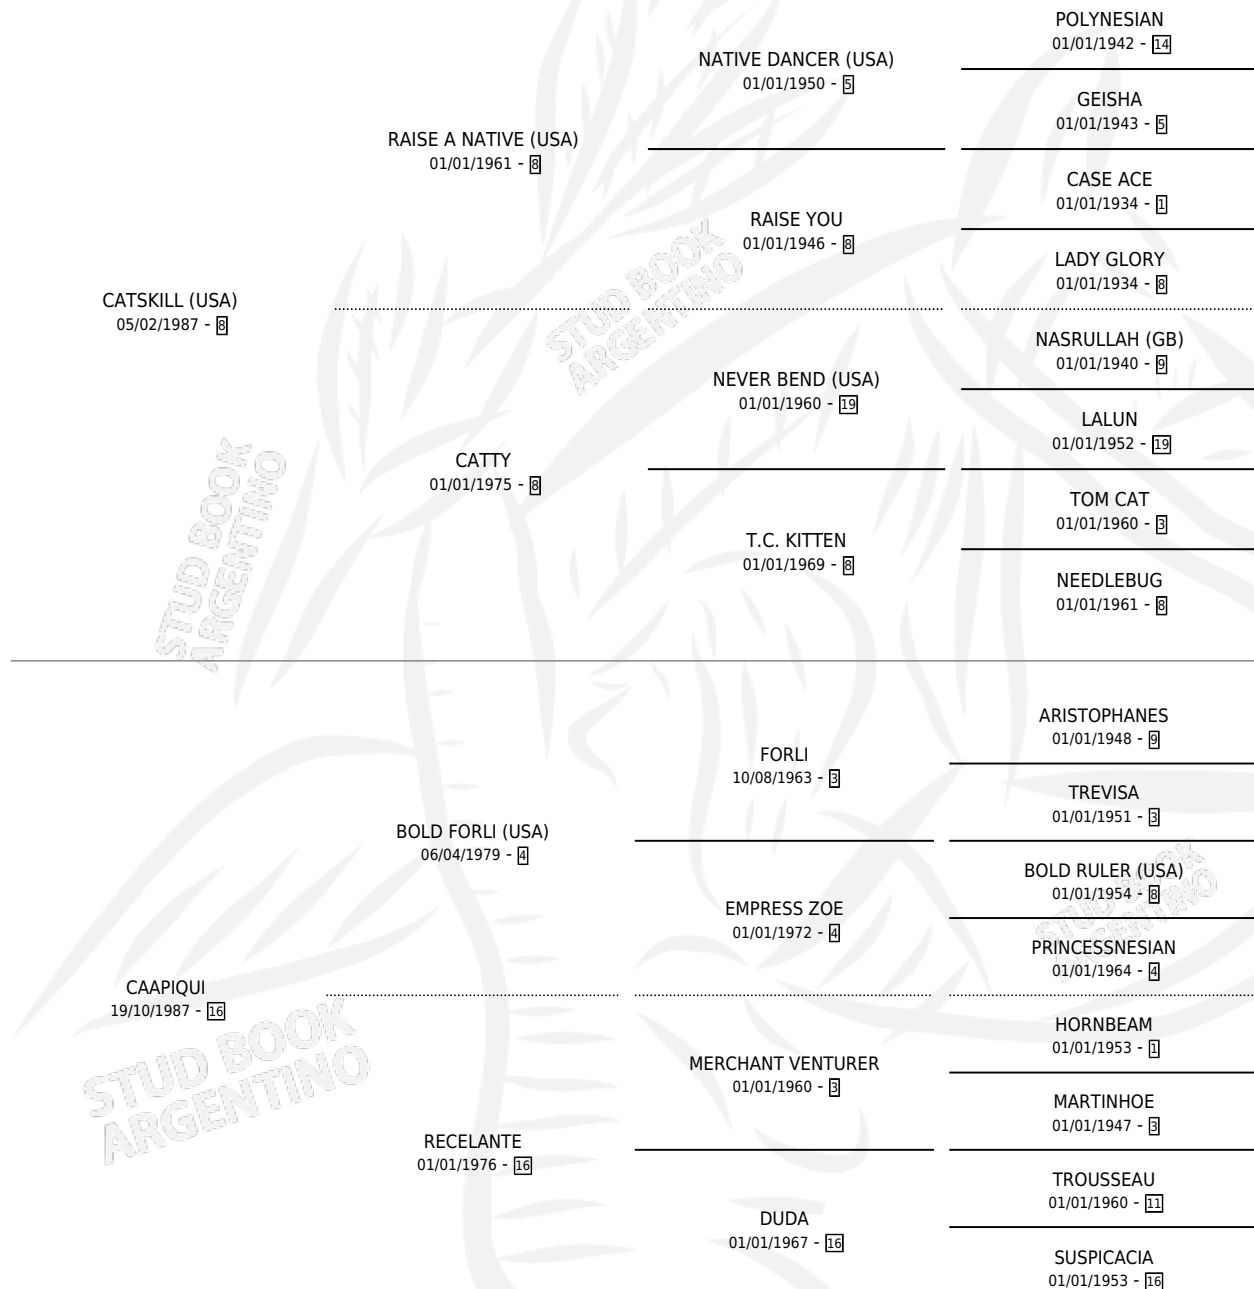 POLYNESIAN
01/01/1942 - 14
NATIVE DANCER (USA)
01/01/1950 - 5
GEISHA
01/01/1943 - 5
RAISE A NATIVE (USA)
01/01/1961 - 8
CASE ACE
01/01/1934 - 1
RAISE YOU
01/01/1946 - 8
LADY GLORY
01/01/1934 - 8
CATSKILL (USA)
05/02/1987 - 8
STUD BOOK
ARGENTINO
NASRULLAH (GB)
01/01/1940 - 9
NEVER BEND (USA)
01/01/1960 - 19
LALUN
01/01/1952 - 19
CATTY
01/01/1975 - 8
TOM CAT
01/01/1960 - 3
T.C. KITTEN
01/01/1969 - 8
NEEDLEBUG
01/01/1961 - 8
STUD BOOK
ARGENTINO
ARISTOPHANES
01/01/1948 - 9
FORLI
10/08/1963 - 3
TREVISA
01/01/1951 - 3
BOLD FORLI (USA)
06/04/1979 - 4
BOLD RULER (USA)
01/01/1954 - 8
EMPRESS ZOE
01/01/1972 - 4
PRINCESSNESIAN
01/01/1964 - 4
STUD BOOK
ARGENTINO
CAAPIQUI
19/10/1987 - 16
HORNBEAM
01/01/1953 - 1
MERCHANT VENTURER
01/01/1960 - 3
MARTINHOE
01/01/1947 - 3
STUD BOOK
ARGENTINO
RECELANTE
01/01/1976 - 16
TROUSSEAU
01/01/1960 - 11
DUDA
01/01/1967 - 16
SUSPICACIA
01/01/1953 - 16